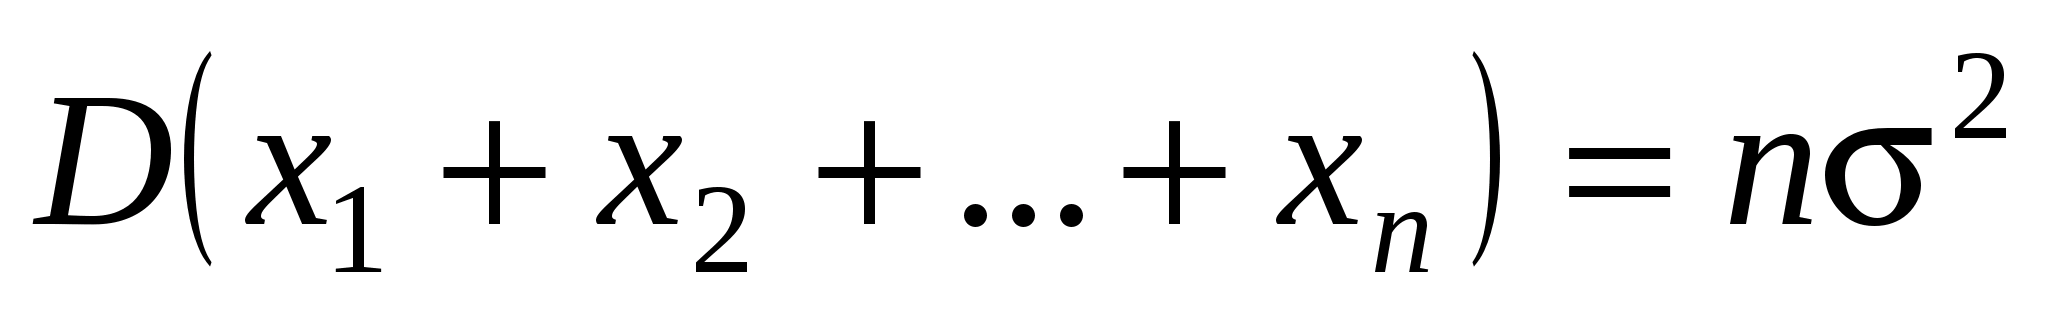 D(x₁ + x₂ + ... + xₙ) = nσ²